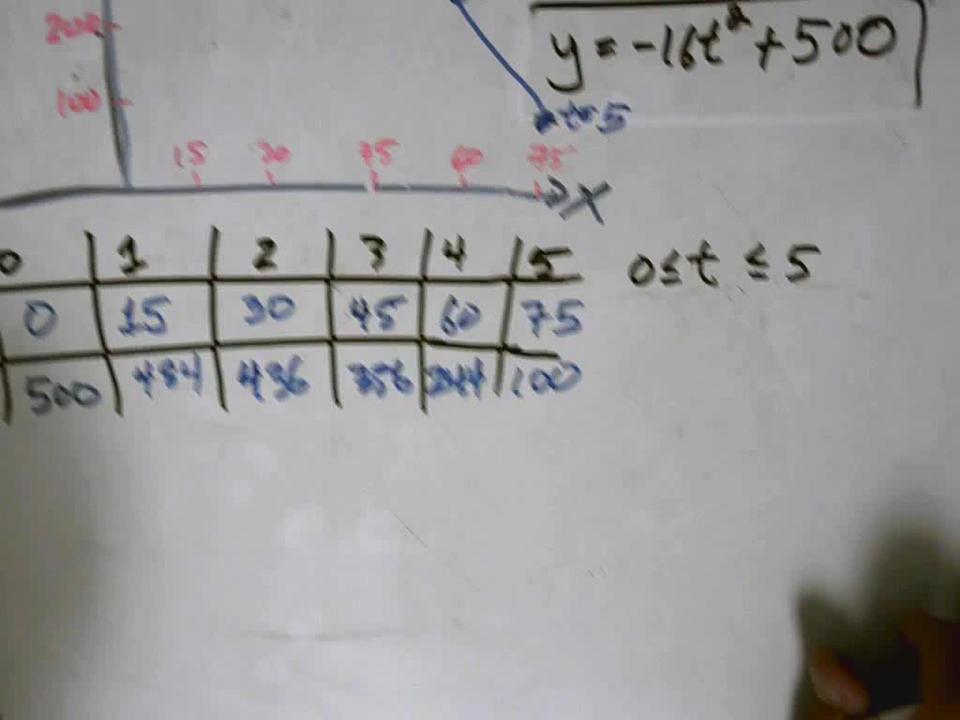 200
y = -16t² + 500
100
t=5
15 30 45 60 75
X
0 1 2 3 4 5 0≤t ≤ 5
0 15 30 45 60 75
500 484 436 356 244 100